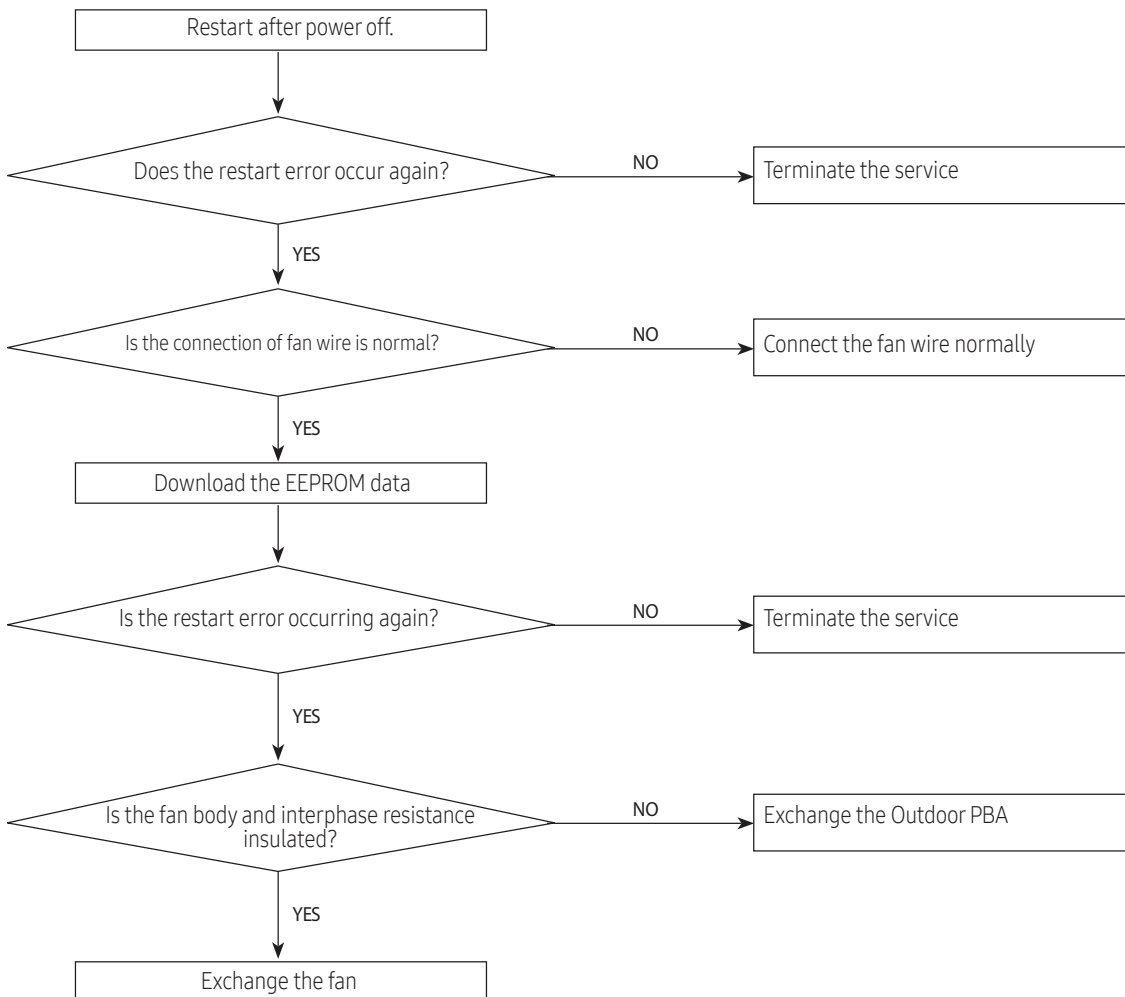 Restart after power off.
Does the restart error occur again?
NO
Terminate the service
YES
Is the connection of fan wire is normal?
NO
Connect the fan wire normally
YES
Download the EEPROM data
Is the restart error occurring again?
NO
Terminate the service
YES
Is the fan body and interphase resistance
insulated?
NO
Exchange the Outdoor PBA
YES
Exchange the fan